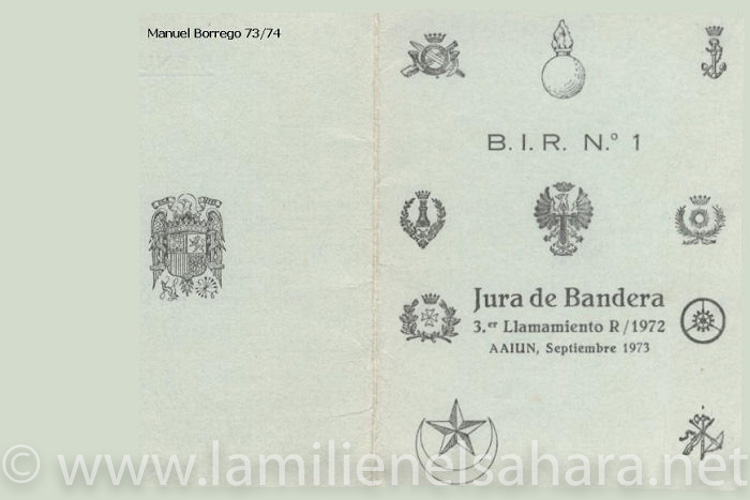 Manuel Borrego 73/74
B. I. R. N.º 1
Jura de Bandera
3.er Llamamiento R/1972
AAIUN, Septiembre 1973
© www.lamilienelsahara.net